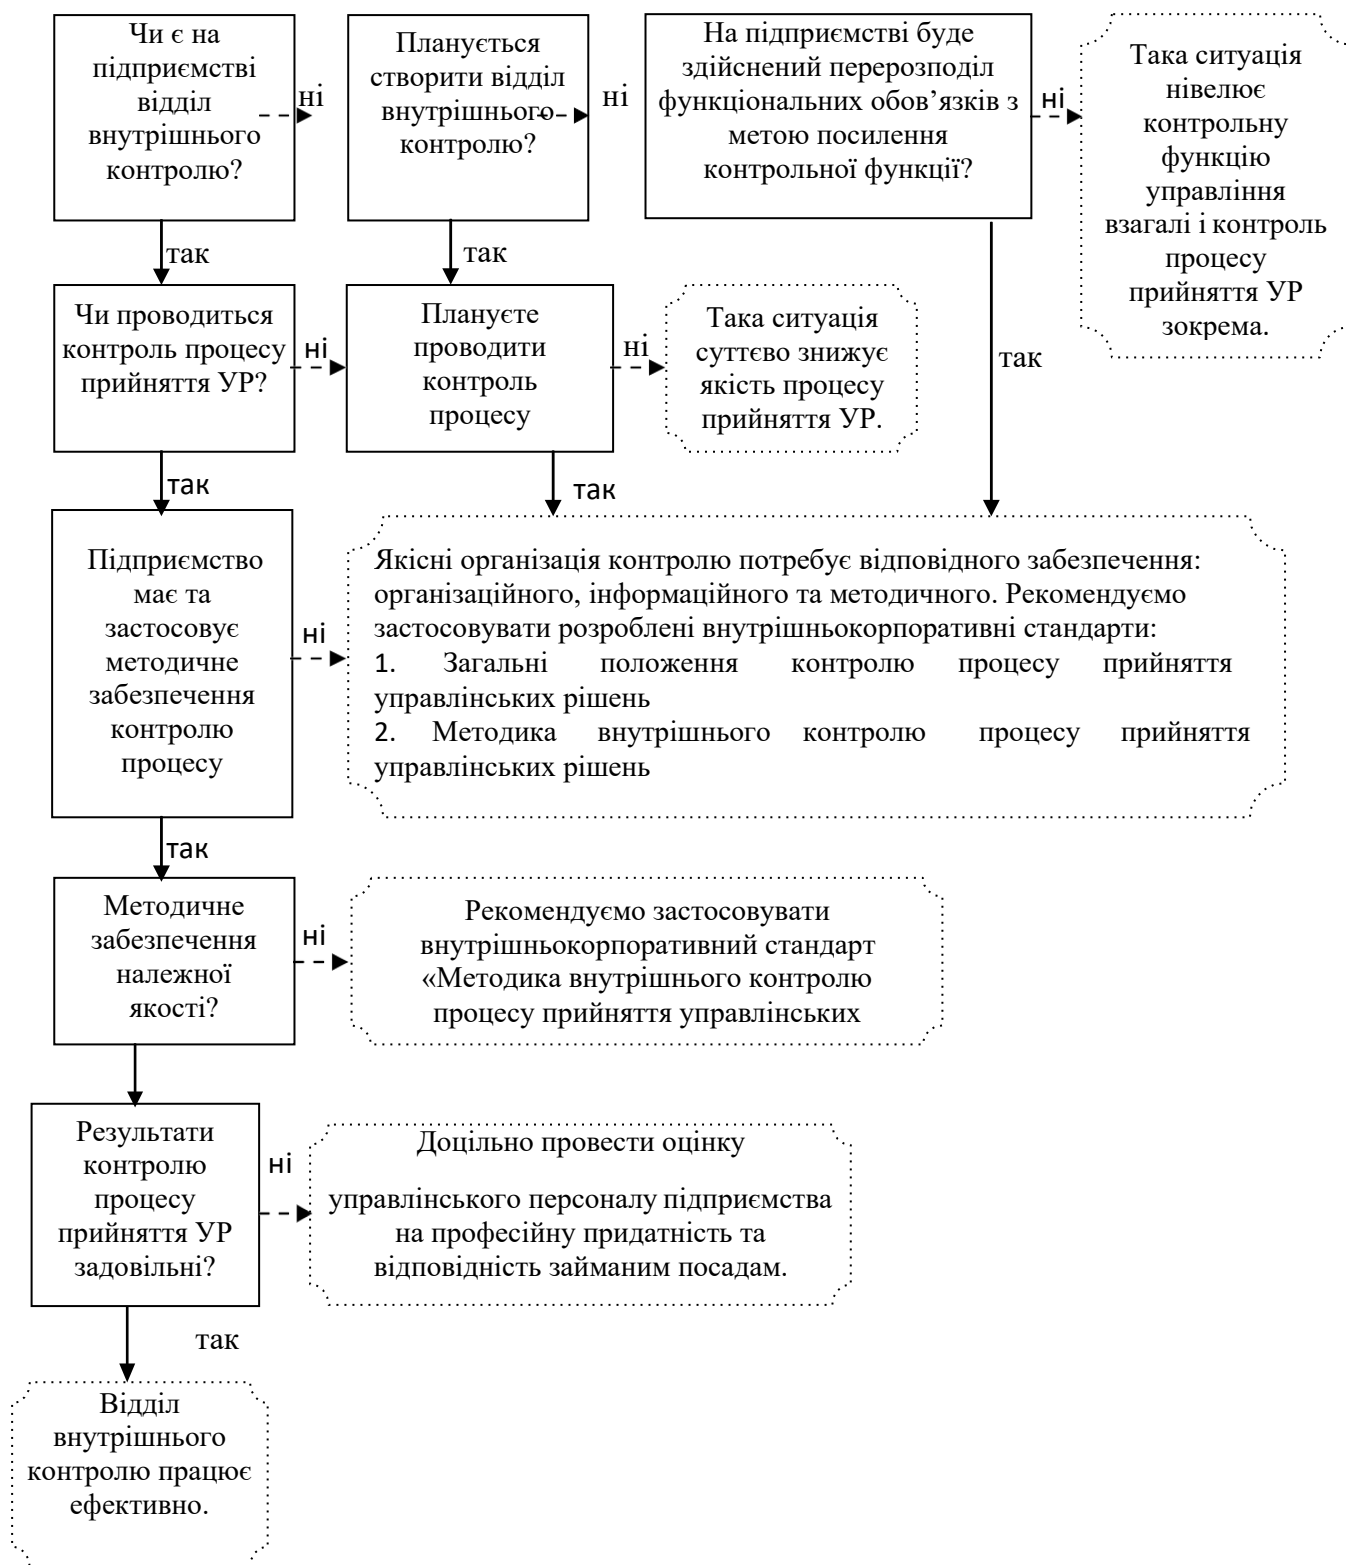 Чи є на
підприємстві
відділ
внутрішнього
контролю?
ні
Планується
створити відділ
внутрішнього
контролю?
ні
На підприємстві буде
здійснений перерозподіл
функціональних обов’язків з
метою посилення
контрольної функції?
ні
Така ситуація
нівелює
контрольну
функцію
управління
взагалі і контроль
процесу
прийняття УР
зокрема.
так
так
так
Чи проводиться
контроль процесу
прийняття УР?
ні
Плануєте
проводити
контроль
процесу
ні
Така ситуація
суттєво знижує
якість процесу
прийняття УР.
так
так
Підприємство
має та
застосовує
методичне
забезпечення
контролю
процесу
ні
Якісні організація контролю потребує відповідного забезпечення:
організаційного, інформаційного та методичного. Рекомендуємо
застосовувати розроблені внутрішньокорпоративні стандарти:
1. Загальні положення контролю процесу прийняття
управлінських рішень
2. Методика внутрішнього контролю процесу прийняття
управлінських рішень
так
Методичне
забезпечення
належної
якості?
ні
Рекомендуємо застосовувати
внутрішньокорпоративний стандарт
«Методика внутрішнього контролю
процесу прийняття управлінських
Результати
контролю
процесу
прийняття УР
задовільні?
ні
Доцільно провести оцінку
управлінського персоналу підприємства
на професійну придатність та
відповідність займаним посадам.
так
Відділ
внутрішнього
контролю працює
ефективно.